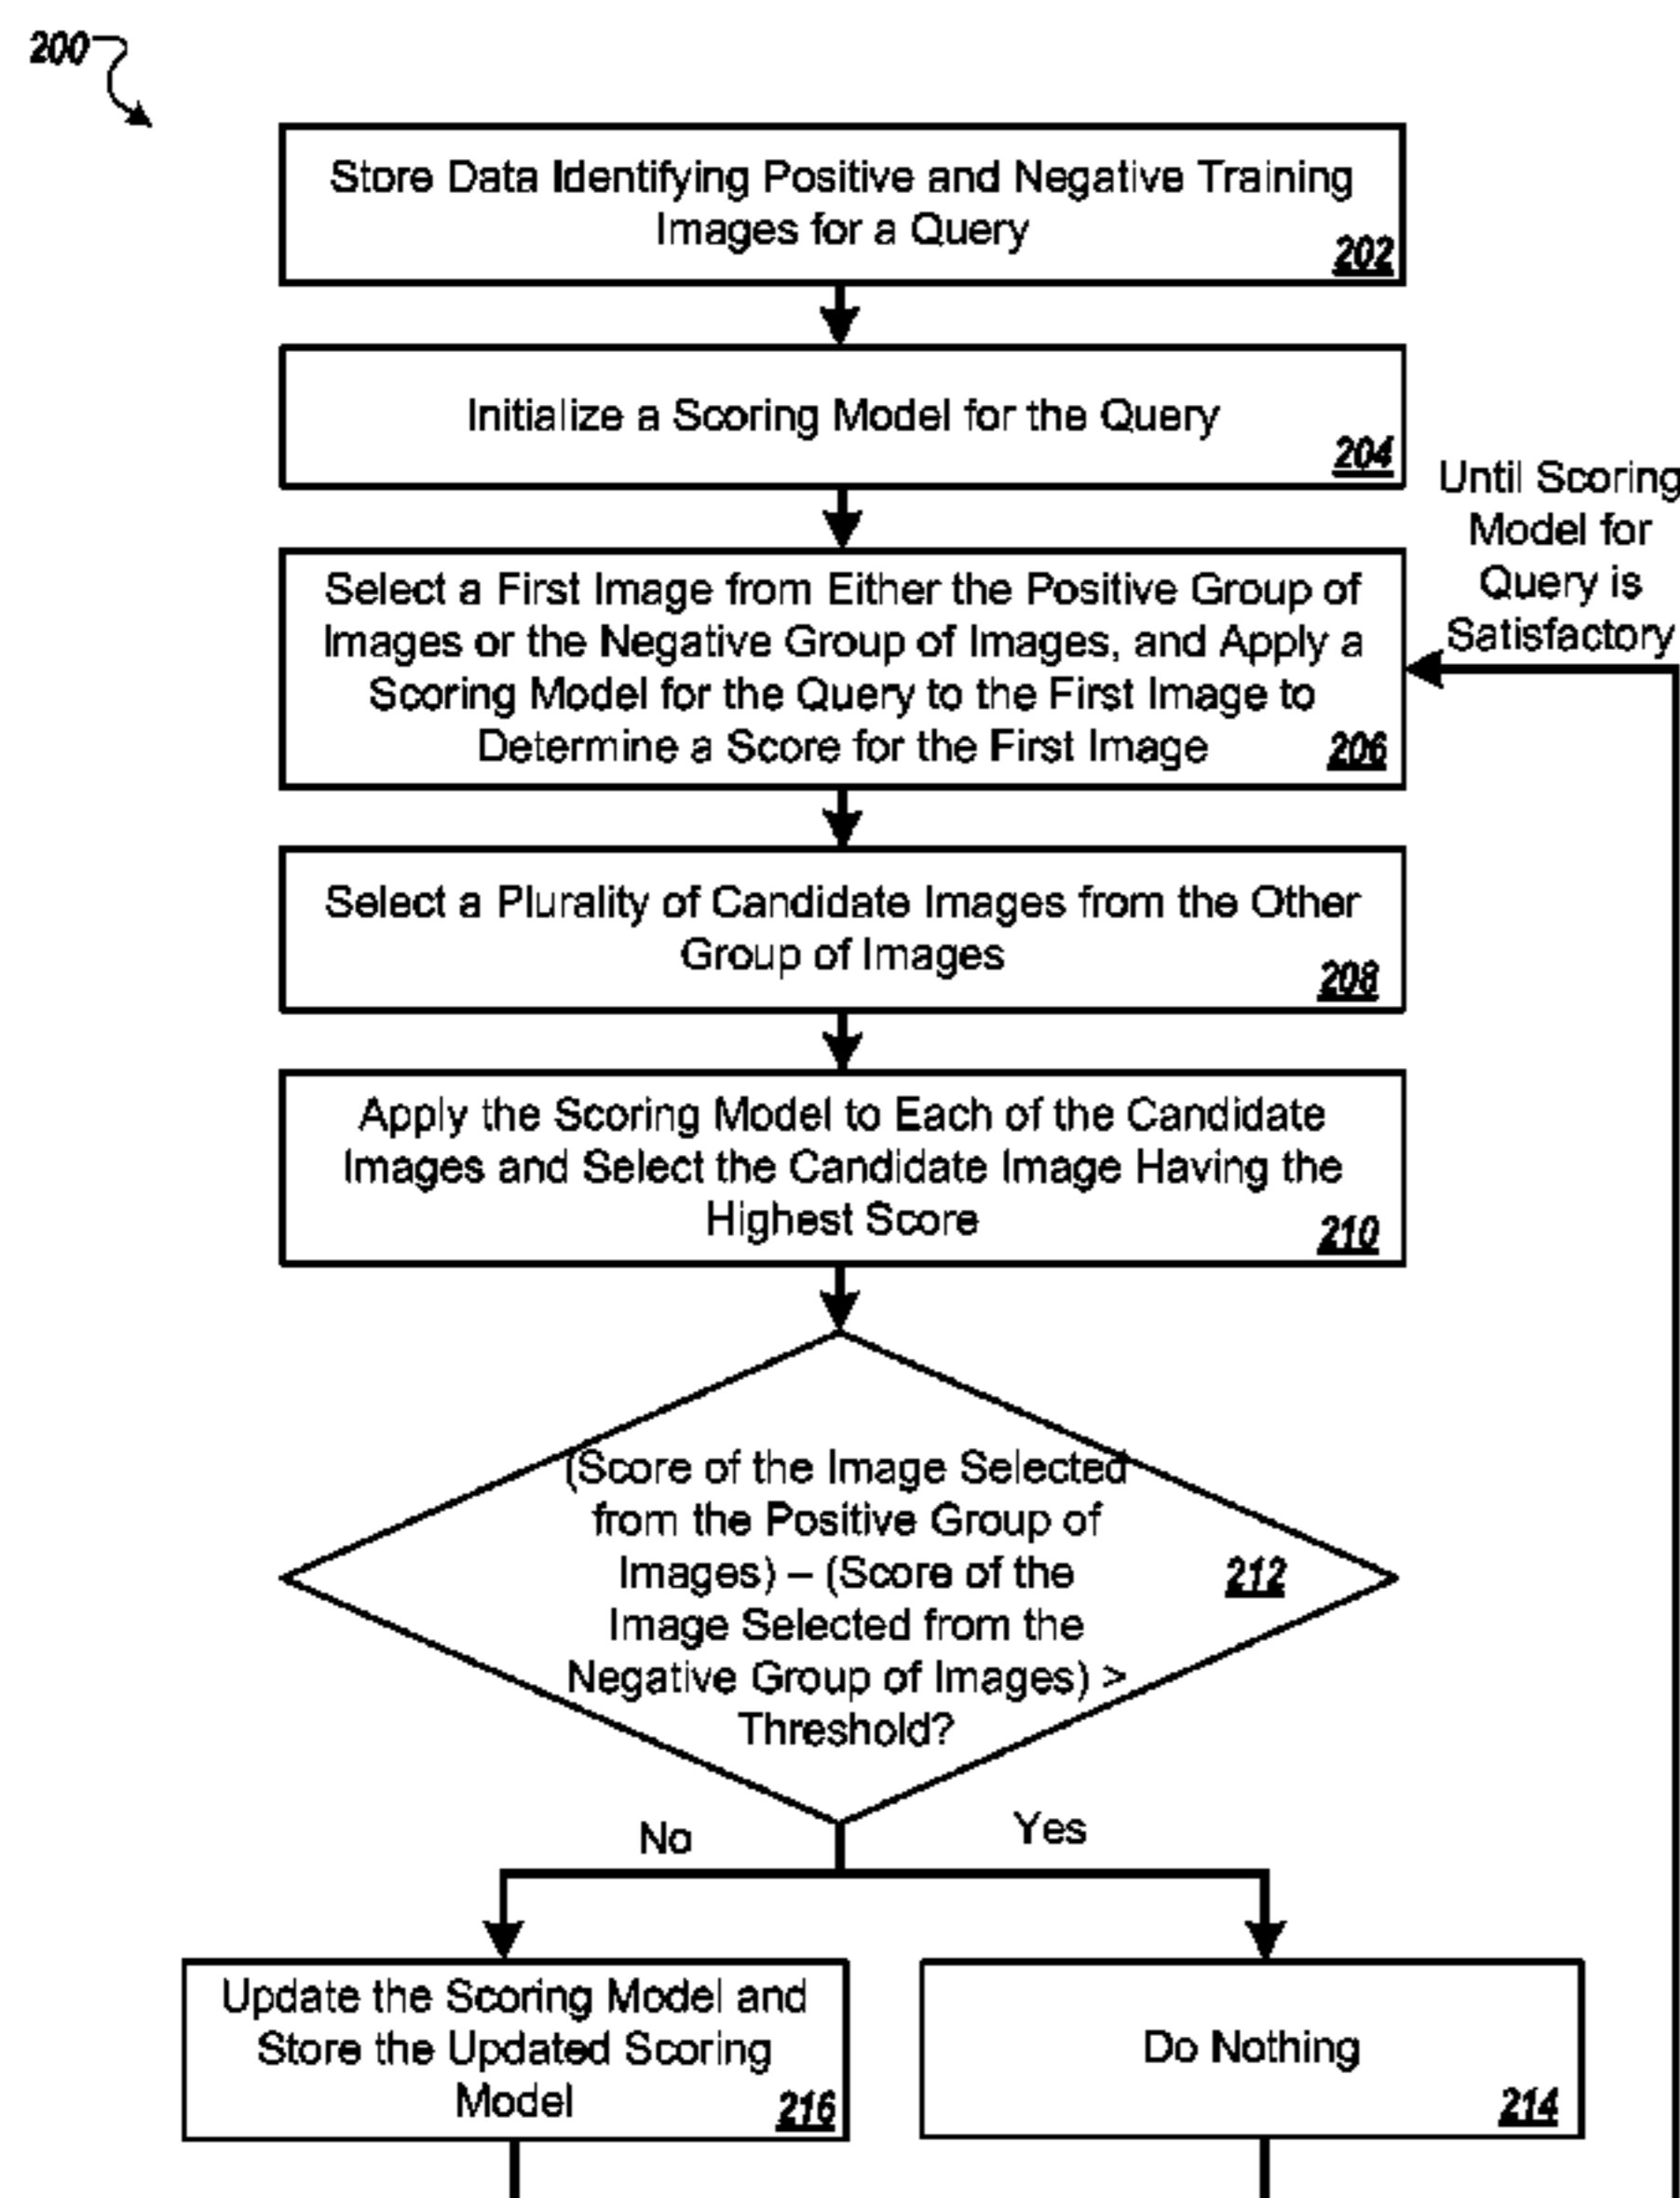 200
Store Data Identifying Positive and Negative Training
Images for a Query
202
Initialize a Scoring Model for the Query
204
Until Scoring
Model for
Query is
Satisfactory
Select a First Image from Either the Positive Group of
Images or the Negative Group of Images, and Apply a
Scoring Model for the Query to the First Image to
Determine a Score for the First Image
206
Select a Plurality of Candidate Images from the Other
Group of Images
208
Apply the Scoring Model to Each of the Candidate
Images and Select the Candidate Image Having the
Highest Score
210
(Score of the Image Selected
from the Positive Group of
Images) – (Score of the
Image Selected from the
Negative Group of Images) >
Threshold?
212
No
Yes
Update the Scoring Model and
Store the Updated Scoring
Model
216
Do Nothing
214